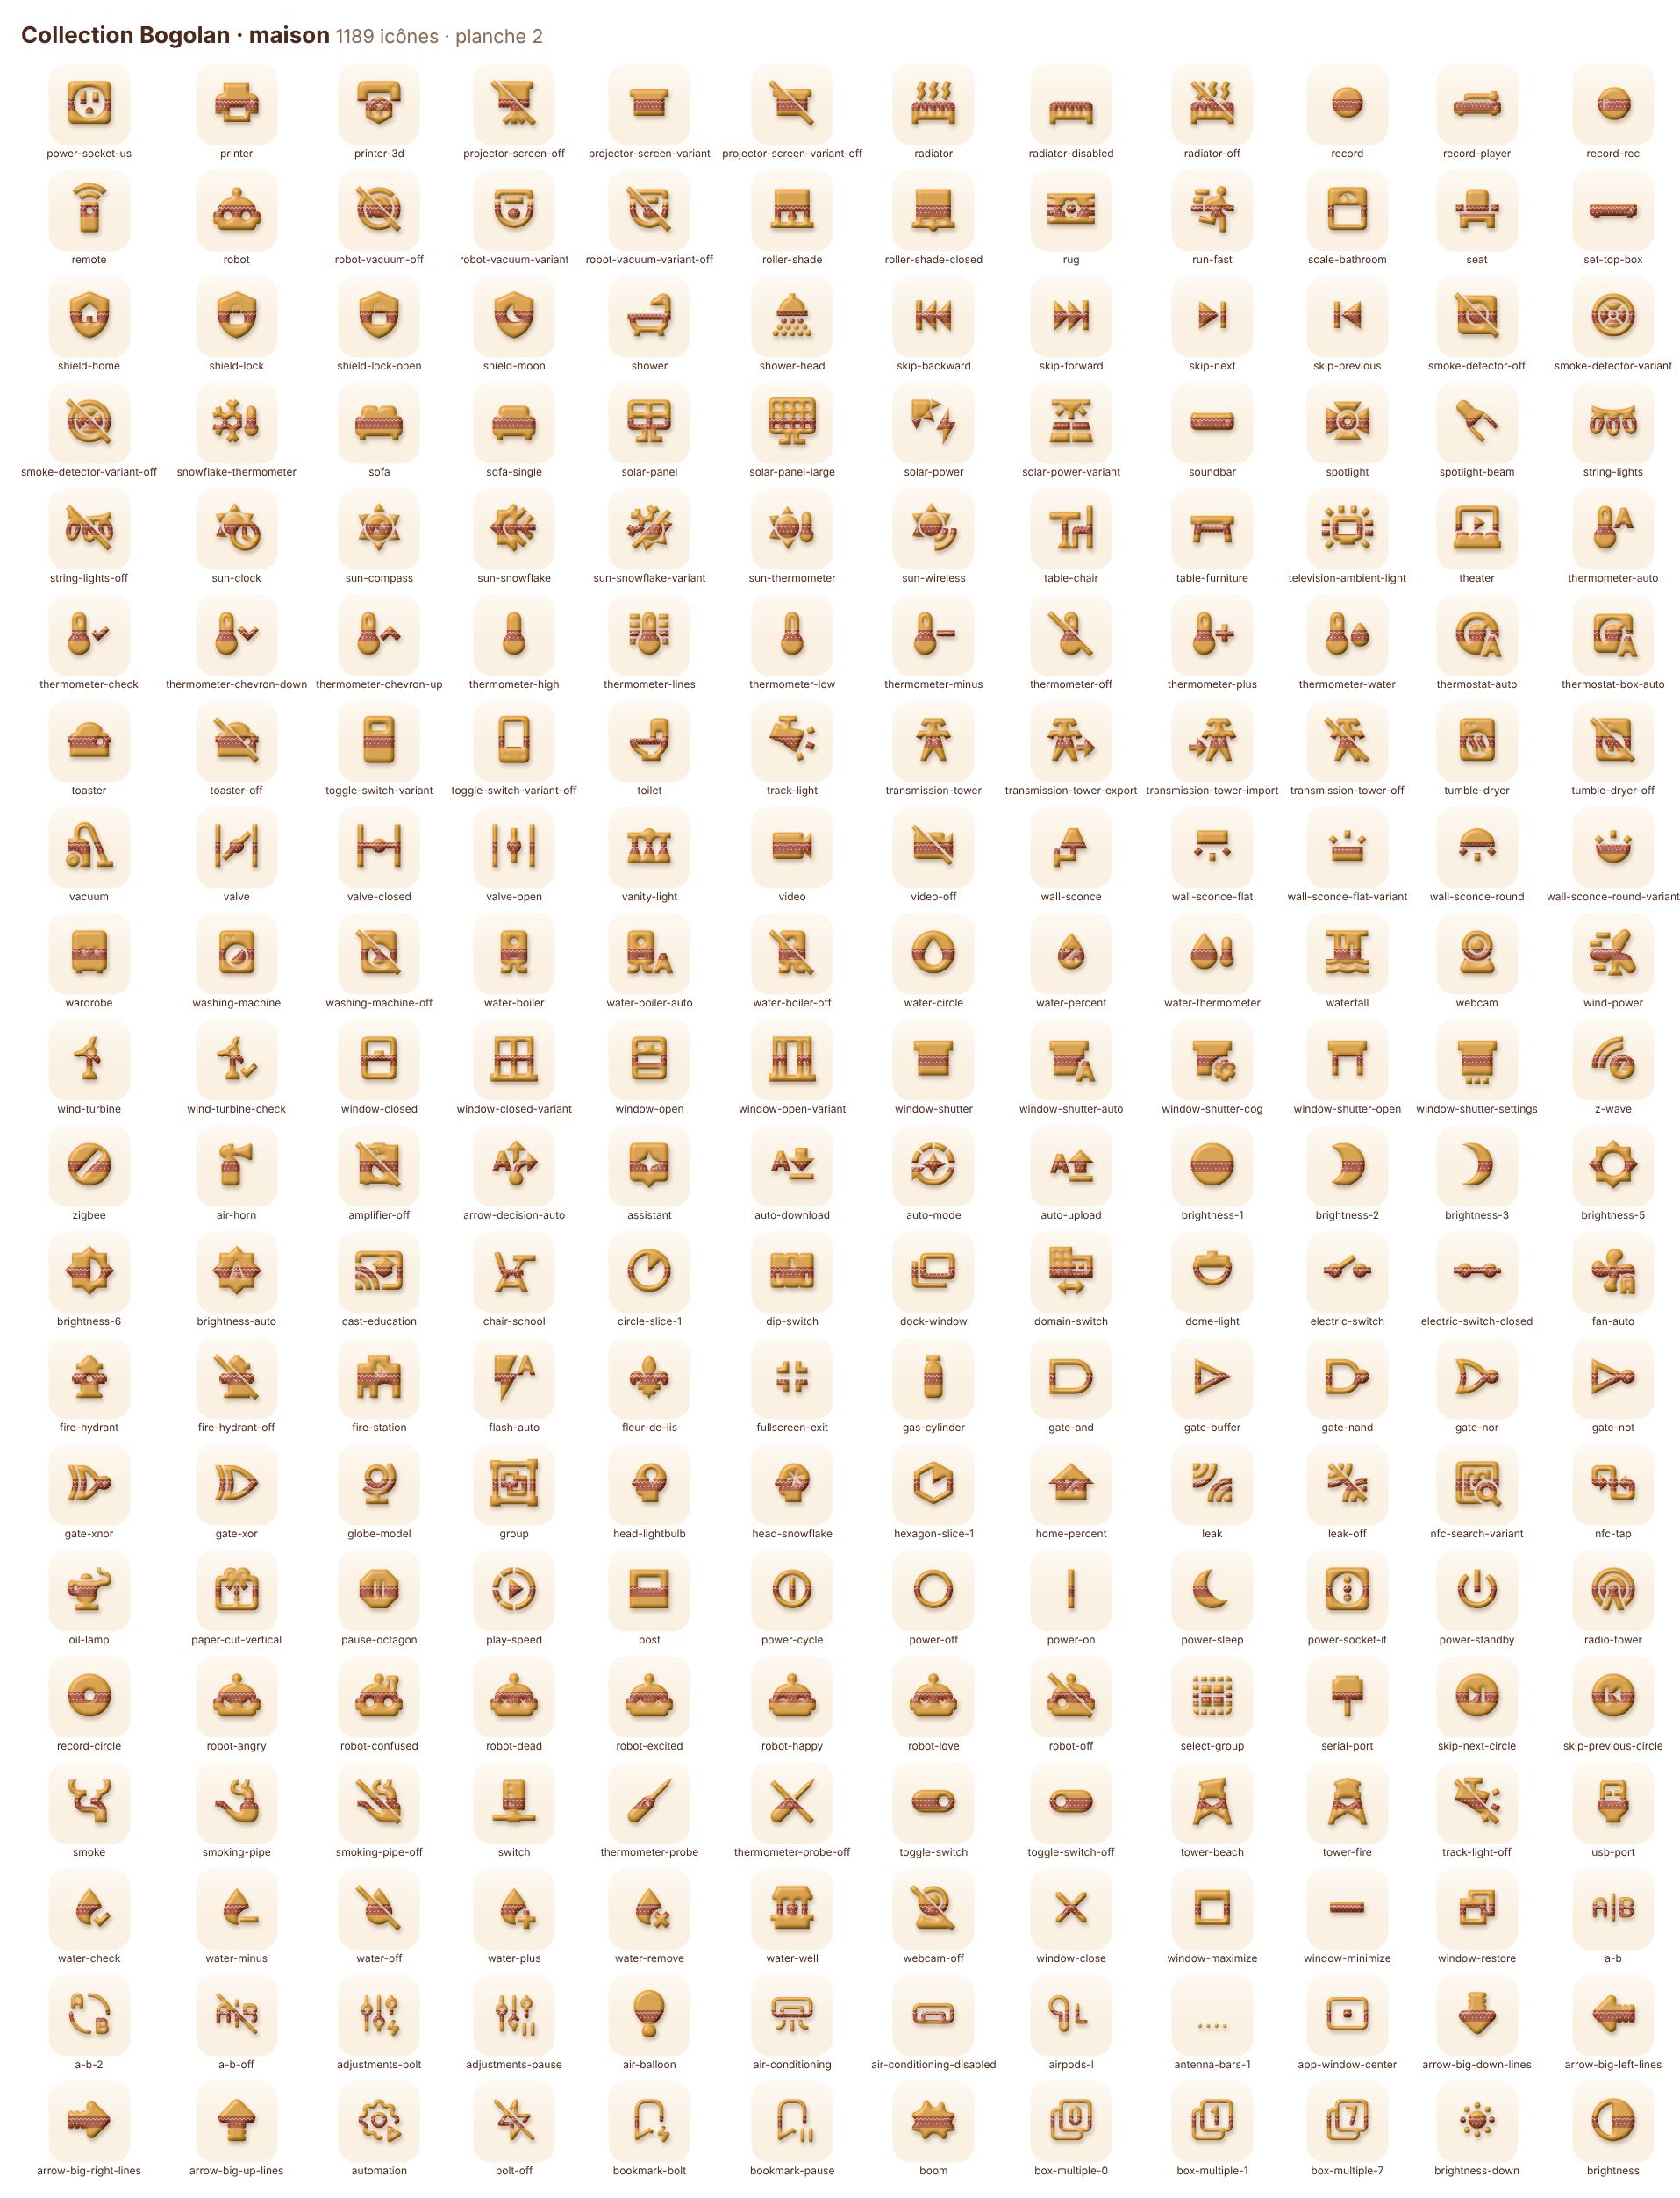 Collection Bogolan · maison 1189 icônes · planche 2
power-socket-us printer printer-3d projector-screen-off projector-screen-variant projector-screen-variant-off radiator radiator-disabled radiator-off record record-player record-rec
remote robot robot-vacuum-off robot-vacuum-variant robot-vacuum-variant-off roller-shade roller-shade-closed rug run-fast scale-bathroom seat set-top-box
shield-home shield-lock shield-lock-open shield-moon shower shower-head skip-backward skip-forward skip-next skip-previous smoke-detector-off smoke-detector-variant
smoke-detector-variant-off snowflake-thermometer sofa sofa-single solar-panel solar-panel-large solar-power solar-power-variant soundbar spotlight spotlight-beam string-lights
string-lights-off sun-clock sun-compass sun-snowflake sun-snowflake-variant sun-thermometer sun-wireless table-chair table-furniture television-ambient-light theater thermometer-auto
thermometer-check thermometer-chevron-down thermometer-chevron-up thermometer-high thermometer-lines thermometer-low thermometer-minus thermometer-off thermometer-plus thermometer-water thermostat-auto thermostat-box-auto
toaster toaster-off toggle-switch-variant toggle-switch-variant-off toilet track-light transmission-tower transmission-tower-export transmission-tower-import transmission-tower-off tumble-dryer tumble-dryer-off
vacuum valve valve-closed valve-open vanity-light video video-off wall-sconce wall-sconce-flat wall-sconce-flat-variant wall-sconce-round wall-sconce-round-variant
wardrobe washing-machine washing-machine-off water-boiler water-boiler-auto water-boiler-off water-circle water-percent water-thermometer waterfall webcam wind-power
wind-turbine wind-turbine-check window-closed window-closed-variant window-open window-open-variant window-shutter window-shutter-auto window-shutter-cog window-shutter-open window-shutter-settings z-wave
zigbee air-horn amplifier-off arrow-decision-auto assistant auto-download auto-mode auto-upload brightness-1 brightness-2 brightness-3 brightness-5
brightness-6 brightness-auto cast-education chair-school circle-slice-1 dip-switch dock-window domain-switch dome-light electric-switch electric-switch-closed fan-auto
fire-hydrant fire-hydrant-off fire-station flash-auto fleur-de-lis fullscreen-exit gas-cylinder gate-and gate-buffer gate-nand gate-nor gate-not
gate-xnor gate-xor globe-model group head-lightbulb head-snowflake hexagon-slice-1 home-percent leak leak-off nfc-search-variant nfc-tap
oil-lamp paper-cut-vertical pause-octagon play-speed post power-cycle power-off power-on power-sleep power-socket-it power-standby radio-tower
record-circle robot-angry robot-confused robot-dead robot-excited robot-happy robot-love robot-off select-group serial-port skip-next-circle skip-previous-circle
smoke smoking-pipe smoking-pipe-off switch thermometer-probe thermometer-probe-off toggle-switch toggle-switch-off tower-beach tower-fire track-light-off usb-port
water-check water-minus water-off water-plus water-remove water-well webcam-off window-close window-maximize window-minimize window-restore a-b
a-b-2 a-b-off adjustments-bolt adjustments-pause air-balloon air-conditioning air-conditioning-disabled airpods-l antenna-bars-1 app-window-center arrow-big-down-lines arrow-big-left-lines
arrow-big-right-lines arrow-big-up-lines automation bolt-off bookmark-bolt bookmark-pause boom box-multiple-0 box-multiple-1 box-multiple-7 brightness-down brightness